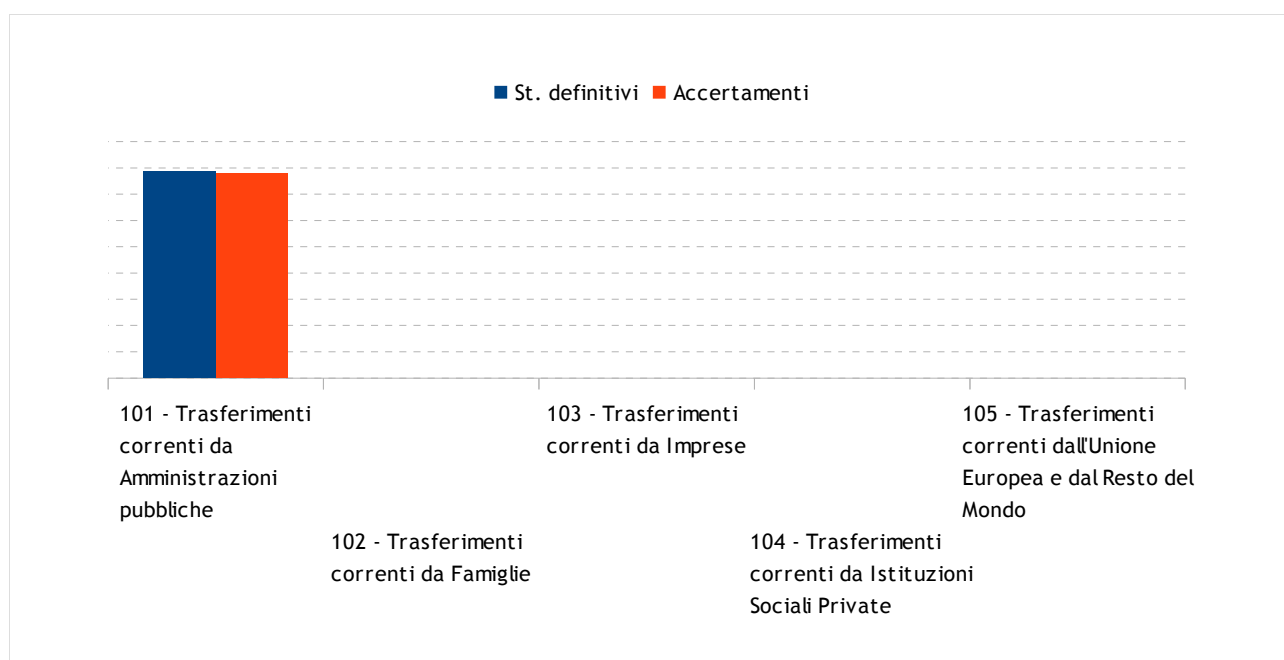 St. definitivi Accertamenti
101 - Trasferimenti
correnti da
Amministrazioni
pubbliche
102 - Trasferimenti
correnti da Famiglie
103 - Trasferimenti
correnti da Imprese
104 - Trasferimenti
correnti da Istituzioni
Sociali Private
105 - Trasferimenti
correnti dall'Unione
Europea e dal Resto del
Mondo